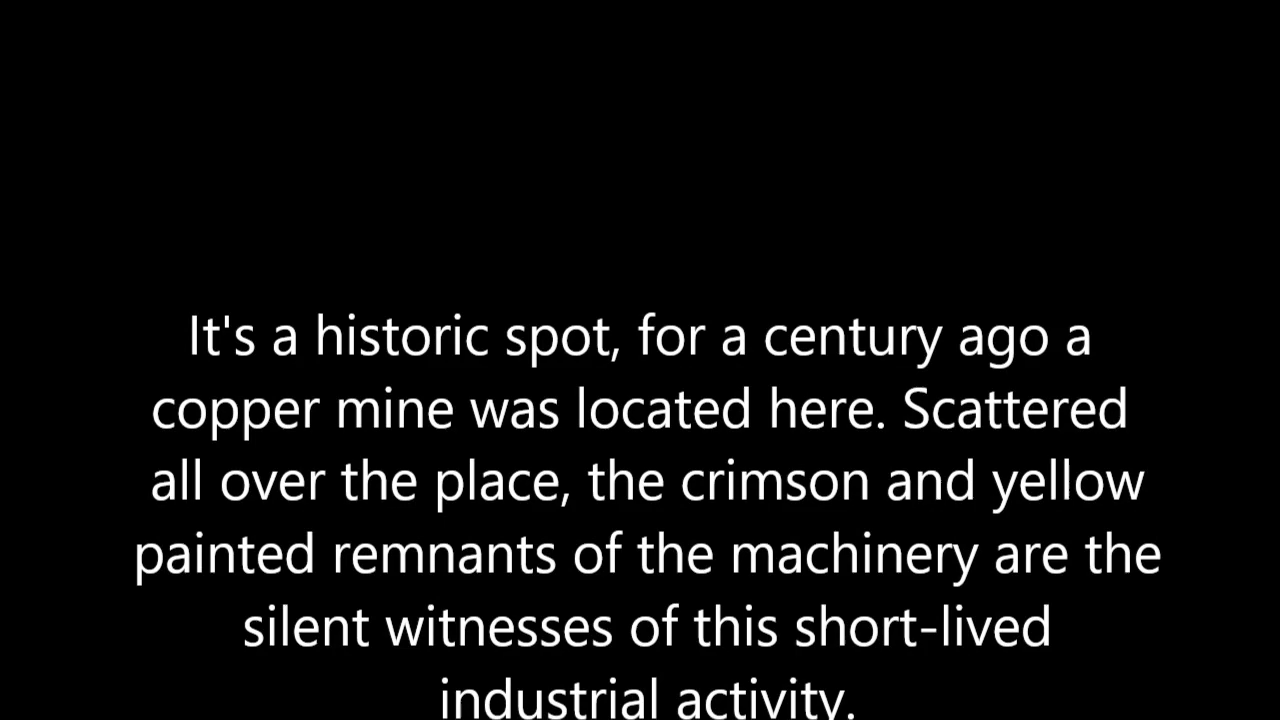 It's a historic spot, for a century ago a
copper mine was located here. Scattered
all over the place, the crimson and yellow
painted remnants of the machinery are the
silent witnesses of this short-lived
industrial activity.